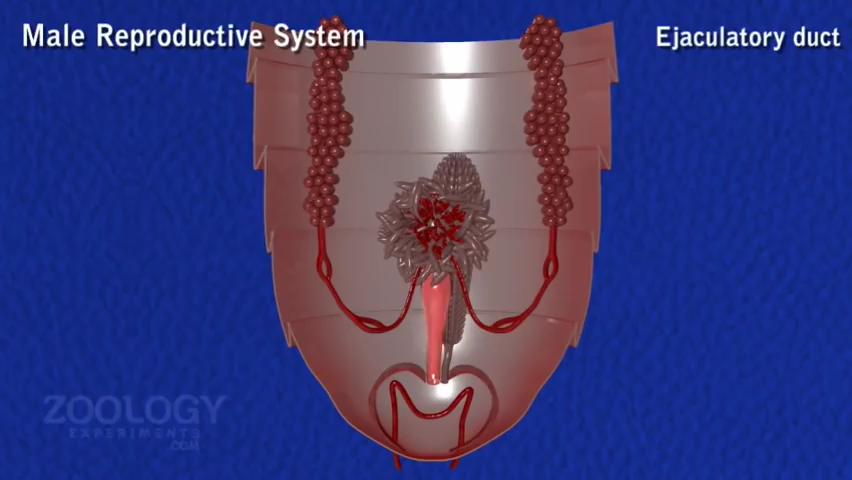 Male Reproductive System
Ejaculatory duct
ZOOLOGY
EXPERIMENTS
.COM